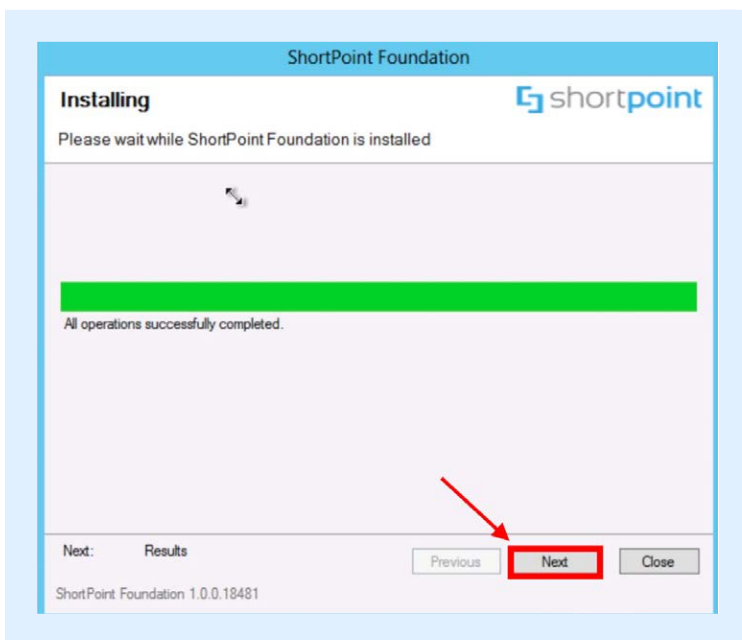 ShortPoint Foundation
Installing
shortpoint
Please wait while ShortPoint Foundation is installed
All operations successfully completed.
Next: Results
Previous Next Close
ShortPoint Foundation 1.0.0.18481